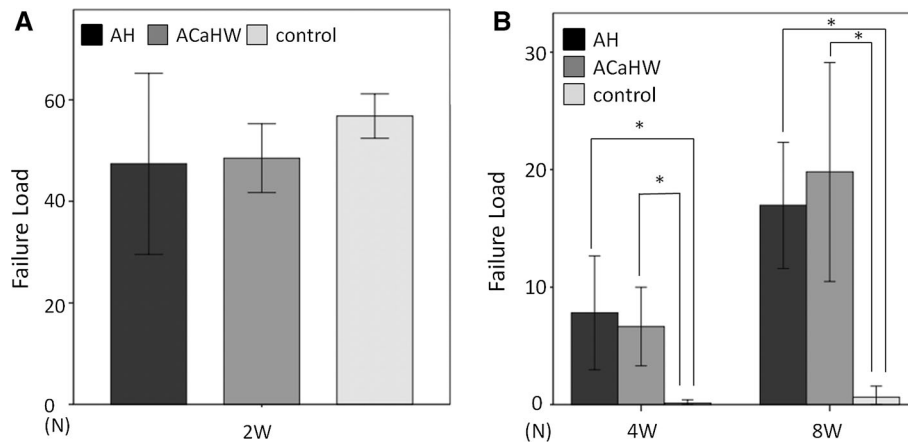 A
AH ACaHW control
60
40
20
0
Failure Load
(N)
2W
B
AH
ACaHW
control
30
20
10
0
Failure Load
(N)
4W 8W
*
*
*
*